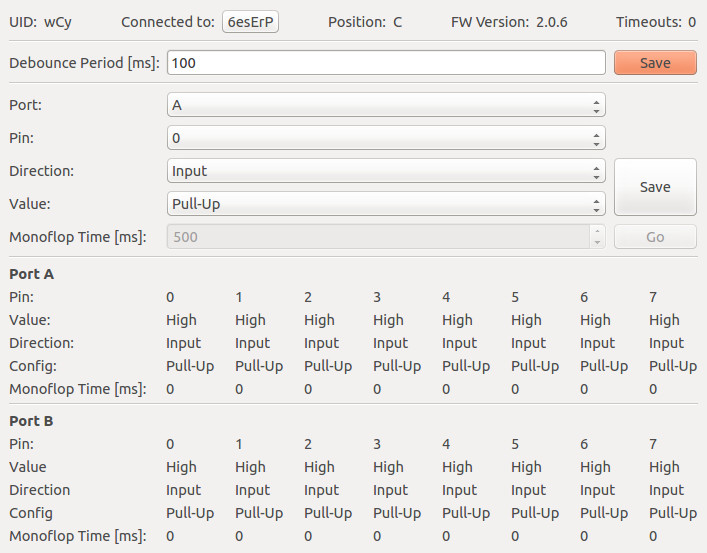 UID: wCy Connected to: 6esErP Position: C FW Version: 2.0.6 Timeouts: 0
Debounce Period [ms]: 100 Save
Port: A
Pin: 0
Direction: Input
Save
Value: Pull-Up
Monoflop Time [ms]: 500 Go
Port A
Pin: 0 1 2 3 4 5 6 7
Value: High High High High High High High High
Direction: Input Input Input Input Input Input Input Input
Config: Pull-Up Pull-Up Pull-Up Pull-Up Pull-Up Pull-Up Pull-Up Pull-Up
Monoflop Time [ms]: 0 0 0 0 0 0 0 0
Port B
Pin: 0 1 2 3 4 5 6 7
Value High High High High High High High High
Direction Input Input Input Input Input Input Input Input
Config Pull-Up Pull-Up Pull-Up Pull-Up Pull-Up Pull-Up Pull-Up Pull-Up
Monoflop Time [ms]: 0 0 0 0 0 0 0 0